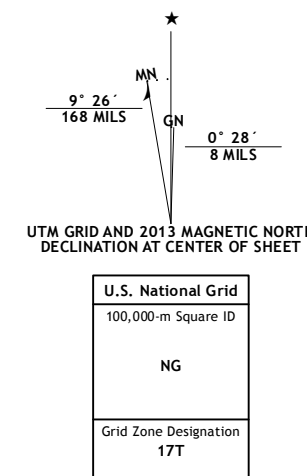 ★
MN
GN
9° 26´
168 MILS
0° 28´
8 MILS
UTM GRID AND 2013 MAGNETIC NORTH
DECLINATION AT CENTER OF SHEET
U.S. National Grid
100,000-m Square ID
NG
Grid Zone Designation
17T